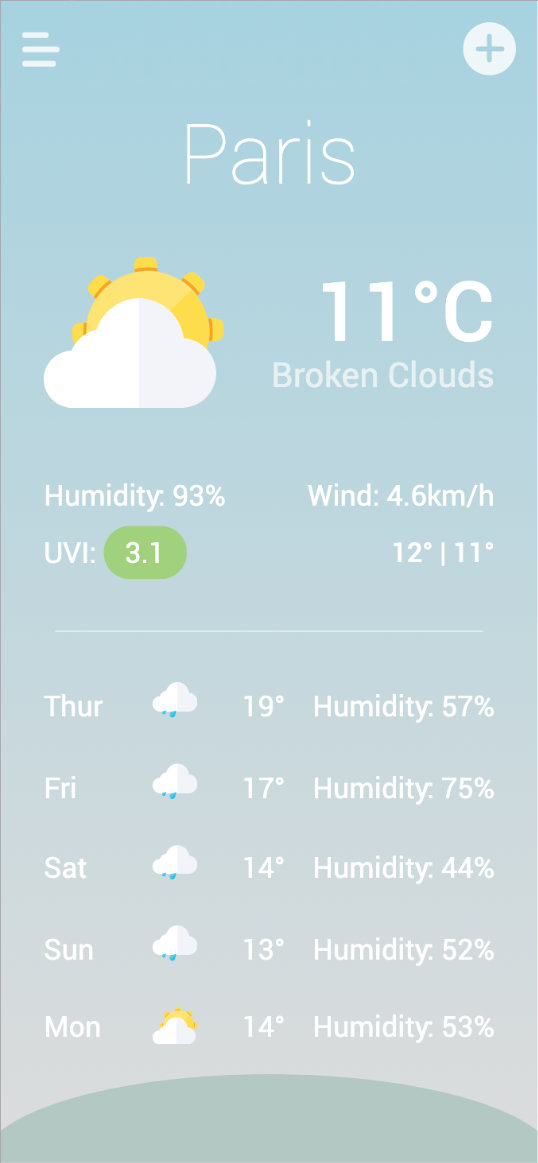 Paris
11°C
Broken Clouds
Humidity: 93% Wind: 4.6km/h
UVI: 3.1 12° | 11°
Thur 19° Humidity: 57%
Fri 17° Humidity: 75%
Sat 14° Humidity: 44%
Sun 13° Humidity: 52%
Mon 14° Humidity: 53%